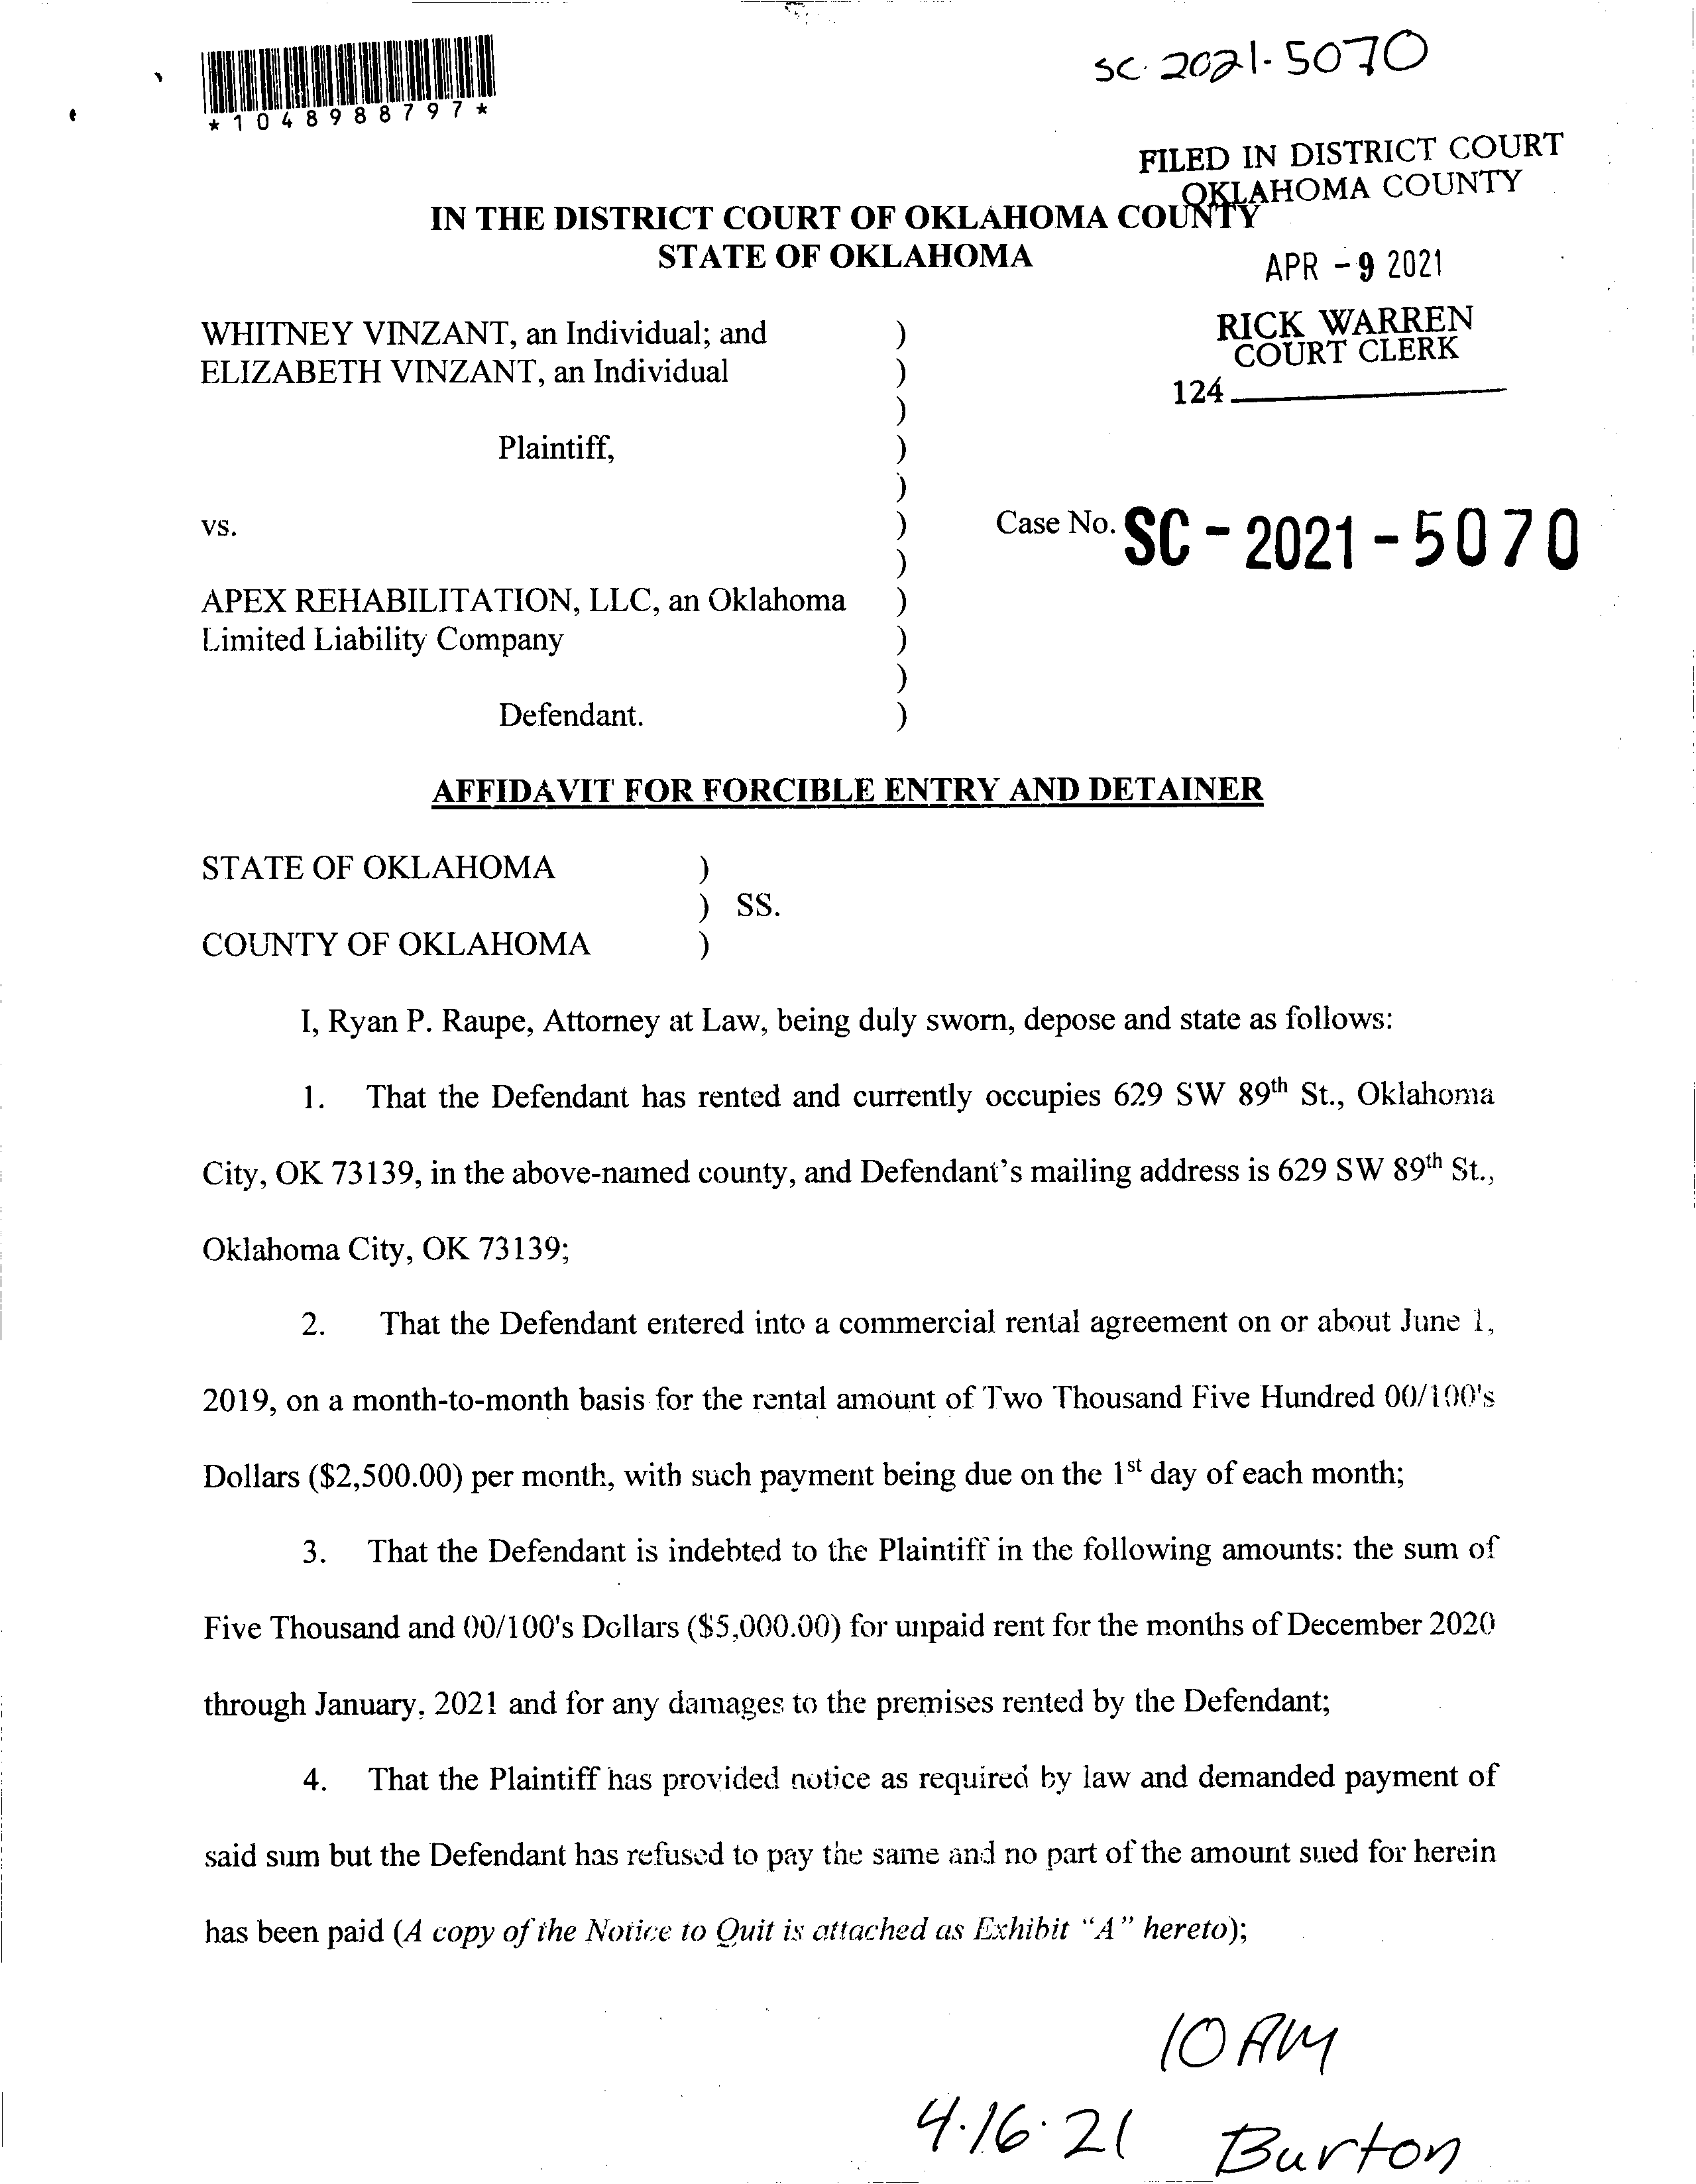 SC-2021-5070
*1048988797*
FILED IN DISTRICT COURT
OKLAHOMA COUNTY
IN THE DISTRICT COURT OF OKLAHOMA COUNTY
STATE OF OKLAHOMA
APR - 9 2021
RICK WARREN
COURT CLERK
124
WHITNEY VINZANT, an Individual; and )
ELIZABETH VINZANT, an Individual )
)
Plaintiff, )
)
vs. ) Case No. SC - 2021 - 5070
)
APEX REHABILITATION, LLC, an Oklahoma )
Limited Liability Company )
)
Defendant. )
AFFIDAVIT FOR FORCIBLE ENTRY AND DETAINER
STATE OF OKLAHOMA )
) SS.
COUNTY OF OKLAHOMA )
I, Ryan P. Raupe, Attorney at Law, being duly sworn, depose and state as follows:
1. That the Defendant has rented and currently occupies 629 SW 89th St., Oklahoma
City, OK 73139, in the above-named county, and Defendant's mailing address is 629 SW 89th St.,
Oklahoma City, OK 73139;
2. That the Defendant entered into a commercial rental agreement on or about June 1,
2019, on a month-to-month basis for the rental amount of Two Thousand Five Hundred 00/100's
Dollars ($2,500.00) per month, with such payment being due on the 1st day of each month;
3. That the Defendant is indebted to the Plaintiff in the following amounts: the sum of
Five Thousand and 00/100's Dollars ($5,000.00) for unpaid rent for the months of December 2020
through January, 2021 and for any damages to the premises rented by the Defendant;
4. That the Plaintiff has provided notice as required by law and demanded payment of
said sum but the Defendant has refused to pay the same and no part of the amount sued for herein
has been paid (A copy of the Notice to Quit is attached as Exhibit “A” hereto);
10 AM
4·16·21 Burton